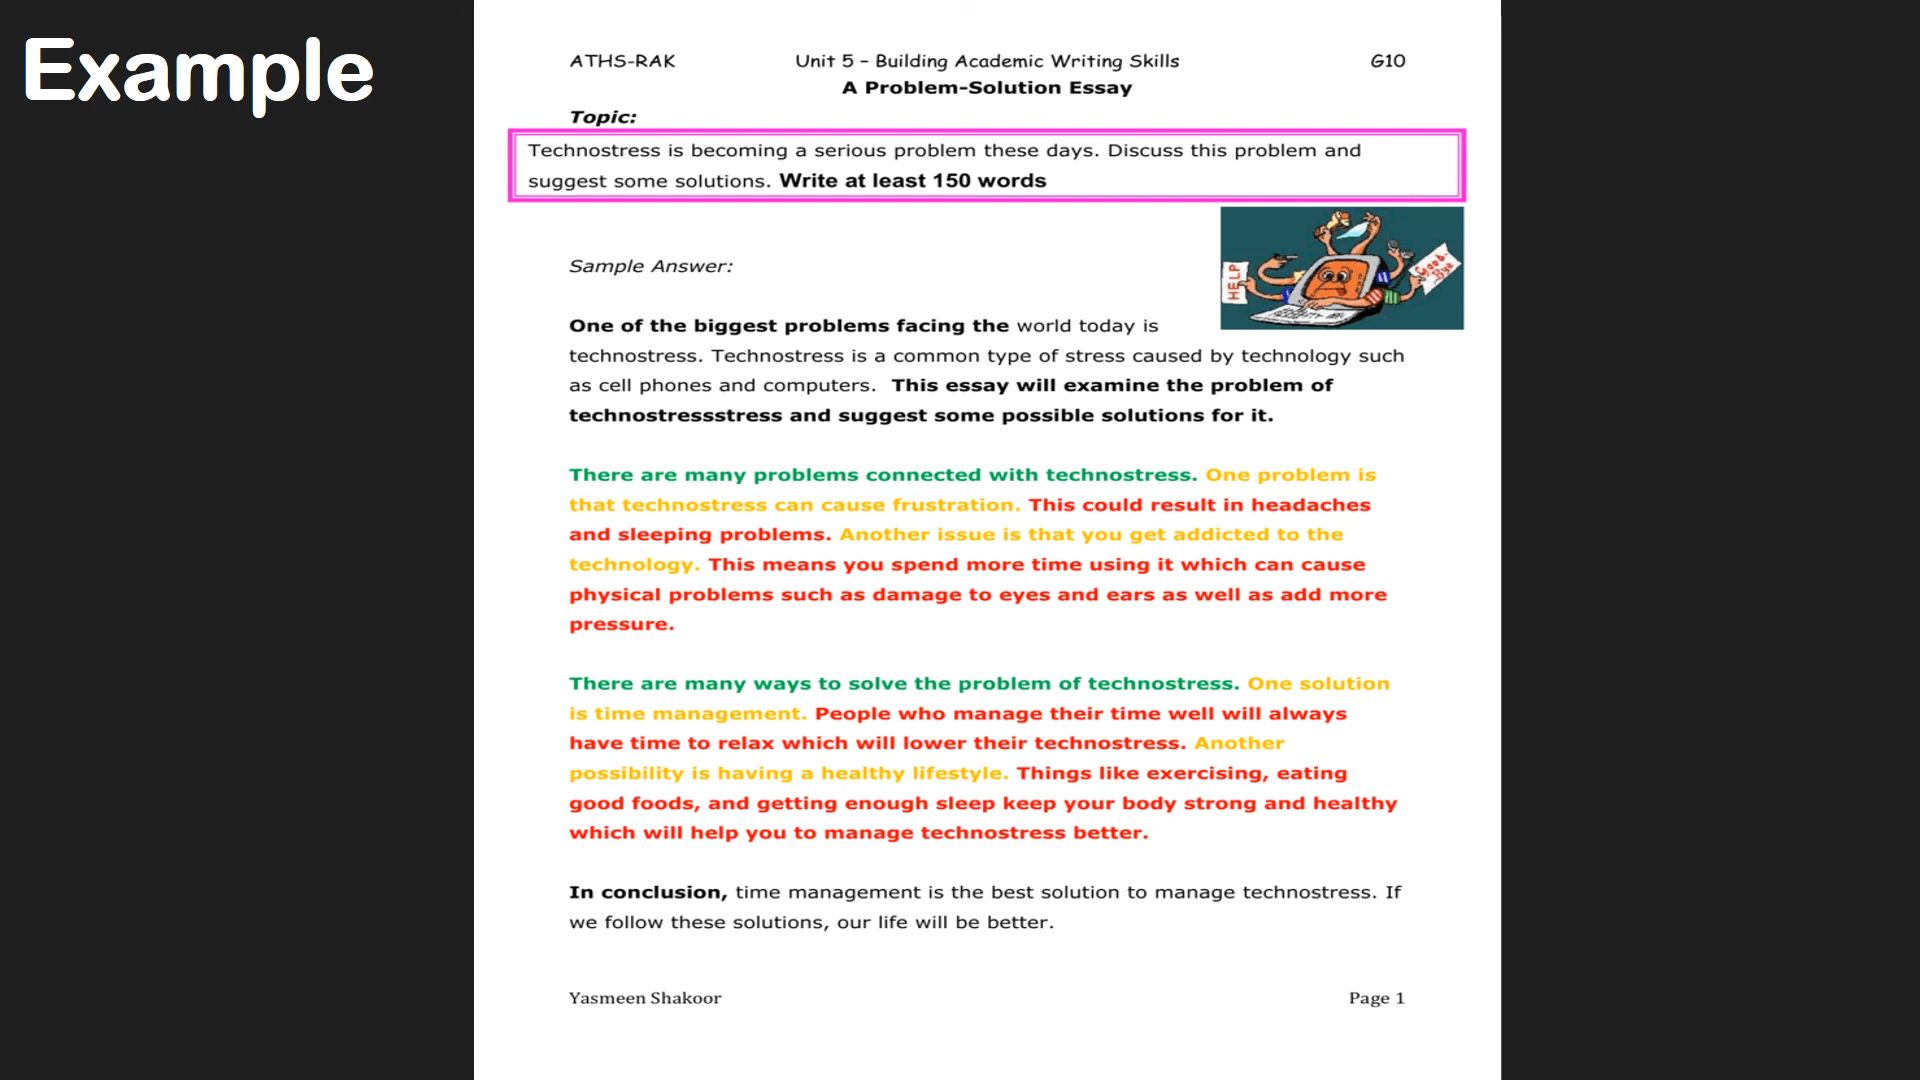 Example
ATHS-RAK Unit 5 – Building Academic Writing Skills G10
A Problem-Solution Essay
Topic:
Technostress is becoming a serious problem these days. Discuss this problem and
suggest some solutions. Write at least 150 words
HELP
Good-Bye
Sample Answer:
One of the biggest problems facing the world today is
technostress. Technostress is a common type of stress caused by technology such
as cell phones and computers. This essay will examine the problem of
technostressstress and suggest some possible solutions for it.
There are many problems connected with technostress. One problem is
that technostress can cause frustration. This could result in headaches
and sleeping problems. Another issue is that you get addicted to the
technology. This means you spend more time using it which can cause
physical problems such as damage to eyes and ears as well as add more
pressure.
There are many ways to solve the problem of technostress. One solution
is time management. People who manage their time well will always
have time to relax which will lower their technostress. Another
possibility is having a healthy lifestyle. Things like exercising, eating
good foods, and getting enough sleep keep your body strong and healthy
which will help you to manage technostress better.
In conclusion, time management is the best solution to manage technostress. If
we follow these solutions, our life will be better.
Yasmeen Shakoor Page 1